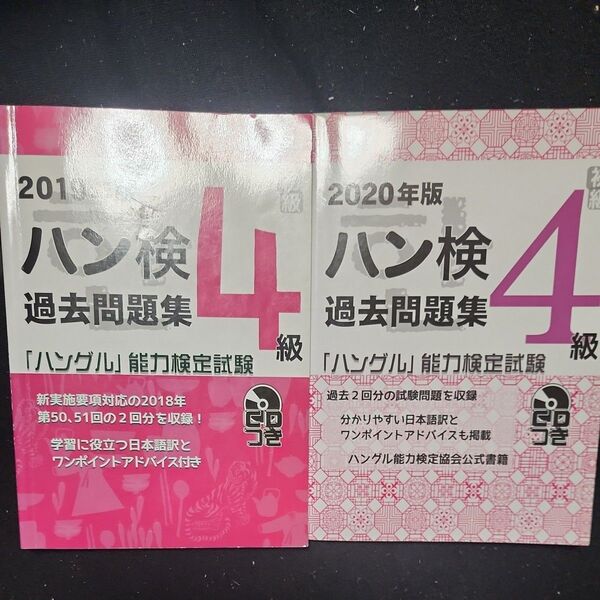 2019
級
ハン検
4級
過去問題集
「ハングル」能力検定試験
新実施要項対応の2018年
第50、51回の2回分を収録！
学習に役立つ日本語訳と
ワンポイントアドバイス付き
CDつき
2020年版
初級
ハン検
4級
過去問題集
「ハングル」能力検定試験
過去2回分の試験問題を収録
分かりやすい日本語訳と
ワンポイントアドバイスも掲載
ハングル能力検定協会公式書籍
CDつき